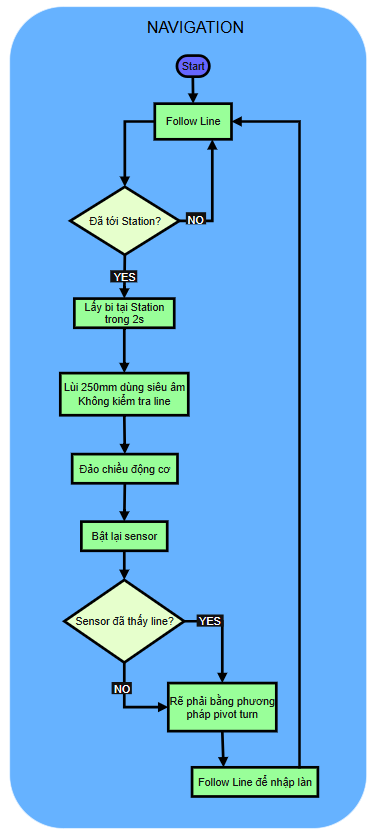 NAVIGATION
Start
Follow Line
Đã tới Station?
NO
YES
Lấy bi tại Station
trong 2s
Lùi 250mm dùng siêu âm
Không kiểm tra line
Đảo chiều động cơ
Bật lại sensor
Sensor đã thấy line?
YES
NO
Rẽ phải bằng phương
pháp pivot turn
Follow Line để nhập làn